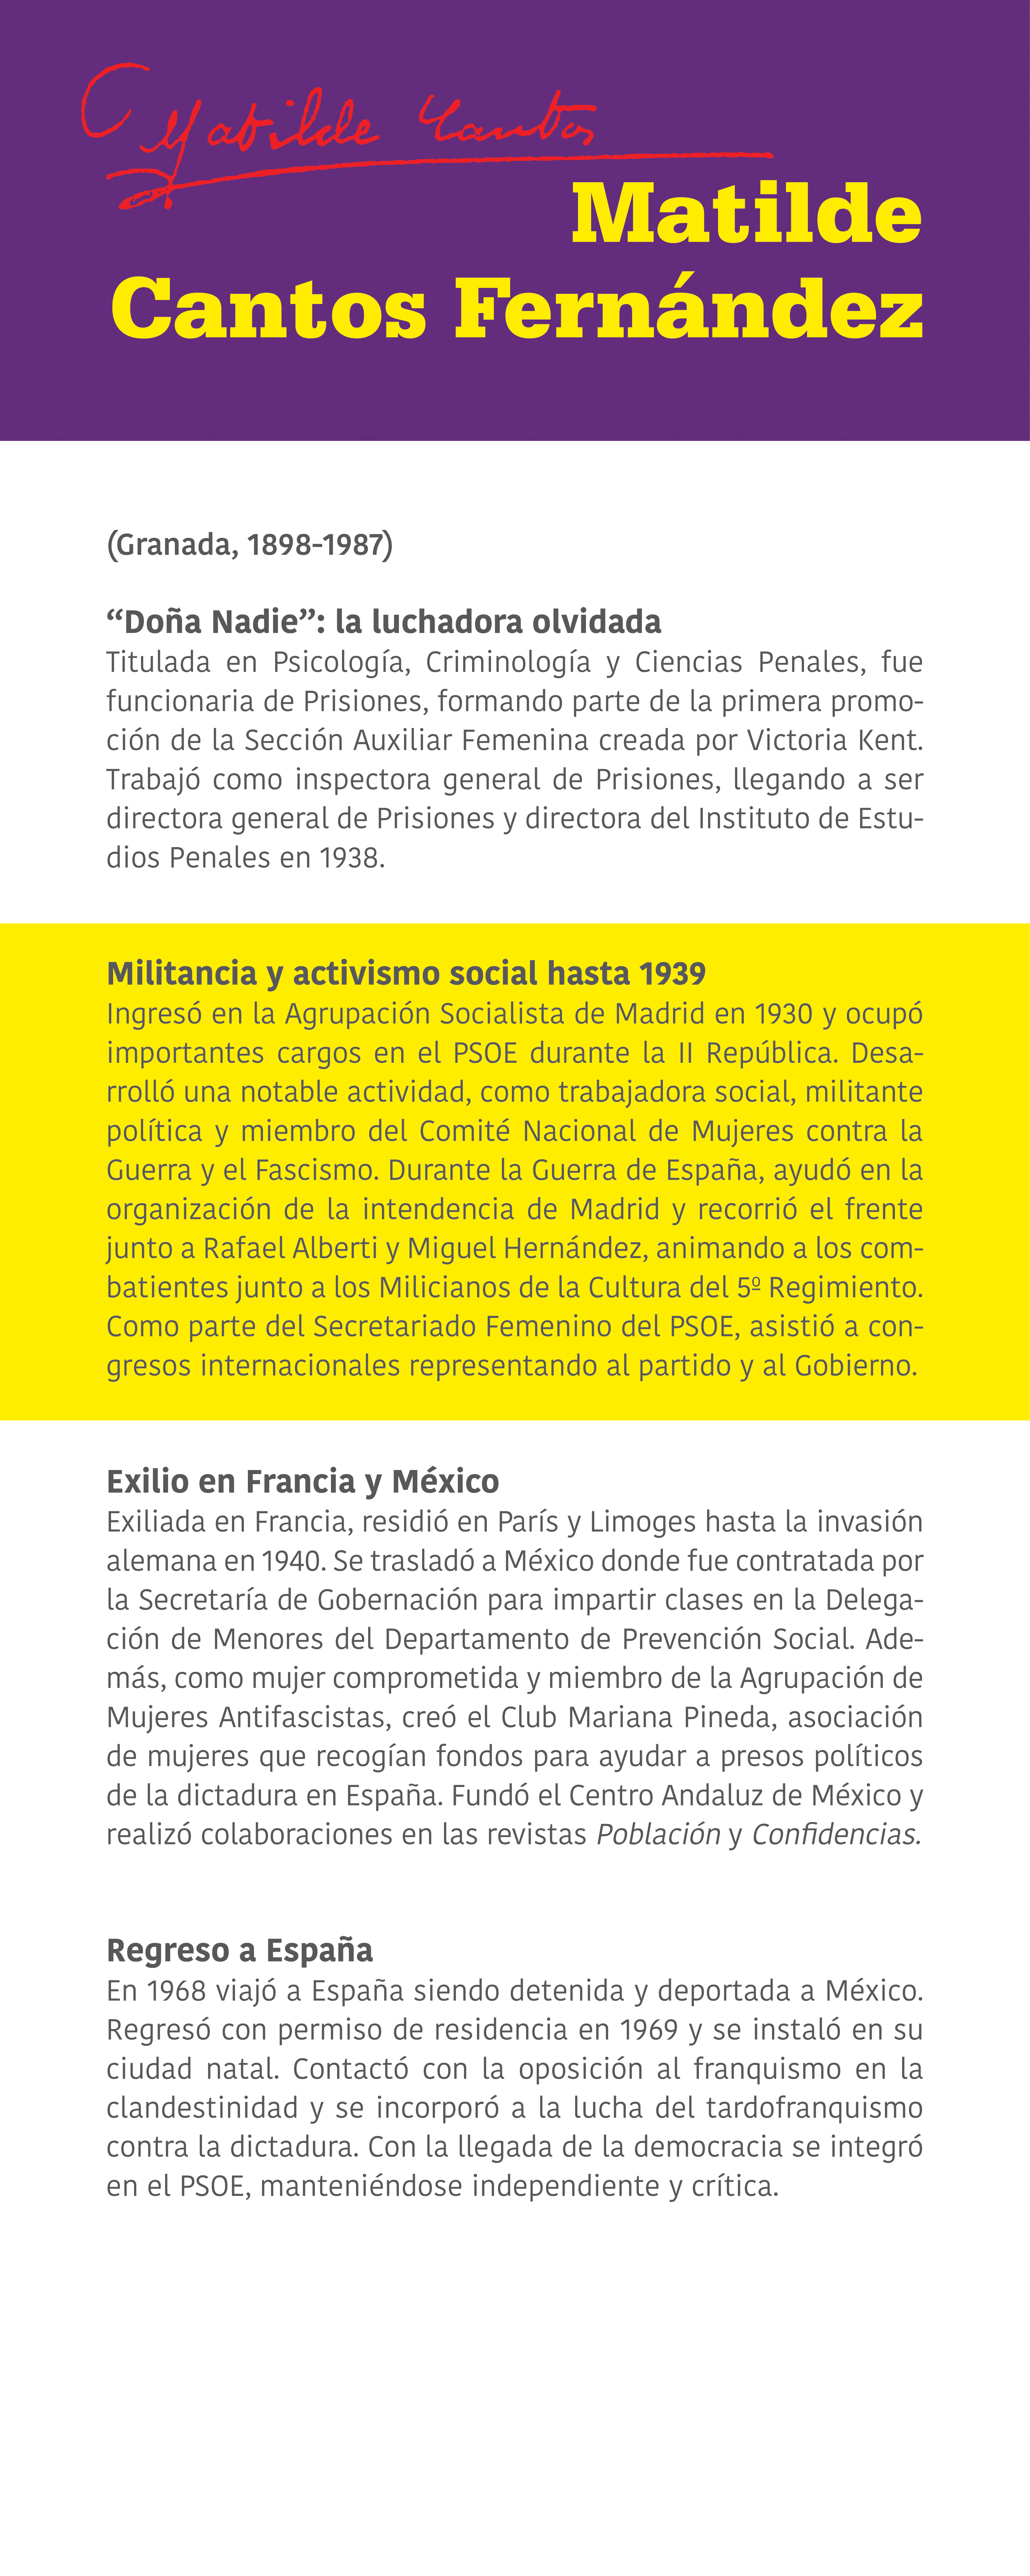 Matilde Cantos
Matilde
Cantos Fernández
(Granada, 1898-1987)
“Doña Nadie”: la luchadora olvidada
Titulada en Psicología, Criminología y Ciencias Penales, fue
funcionaria de Prisiones, formando parte de la primera promo-
ción de la Sección Auxiliar Femenina creada por Victoria Kent.
Trabajó como inspectora general de Prisiones, llegando a ser
directora general de Prisiones y directora del Instituto de Estu-
dios Penales en 1938.
Militancia y activismo social hasta 1939
Ingresó en la Agrupación Socialista de Madrid en 1930 y ocupó
importantes cargos en el PSOE durante la II República. Desa-
rrolló una notable actividad, como trabajadora social, militante
política y miembro del Comité Nacional de Mujeres contra la
Guerra y el Fascismo. Durante la Guerra de España, ayudó en la
organización de la intendencia de Madrid y recorrió el frente
junto a Rafael Alberti y Miguel Hernández, animando a los com-
batientes junto a los Milicianos de la Cultura del 5º Regimiento.
Como parte del Secretariado Femenino del PSOE, asistió a con-
gresos internacionales representando al partido y al Gobierno.
Exilio en Francia y México
Exiliada en Francia, residió en París y Limoges hasta la invasión
alemana en 1940. Se trasladó a México donde fue contratada por
la Secretaría de Gobernación para impartir clases en la Delega-
ción de Menores del Departamento de Prevención Social. Ade-
más, como mujer comprometida y miembro de la Agrupación de
Mujeres Antifascistas, creó el Club Mariana Pineda, asociación
de mujeres que recogían fondos para ayudar a presos políticos
de la dictadura en España. Fundó el Centro Andaluz de México y
realizó colaboraciones en las revistas Población y Confidencias.
Regreso a España
En 1968 viajó a España siendo detenida y deportada a México.
Regresó con permiso de residencia en 1969 y se instaló en su
ciudad natal. Contactó con la oposición al franquismo en la
clandestinidad y se incorporó a la lucha del tardofranquismo
contra la dictadura. Con la llegada de la democracia se integró
en el PSOE, manteniéndose independiente y crítica.